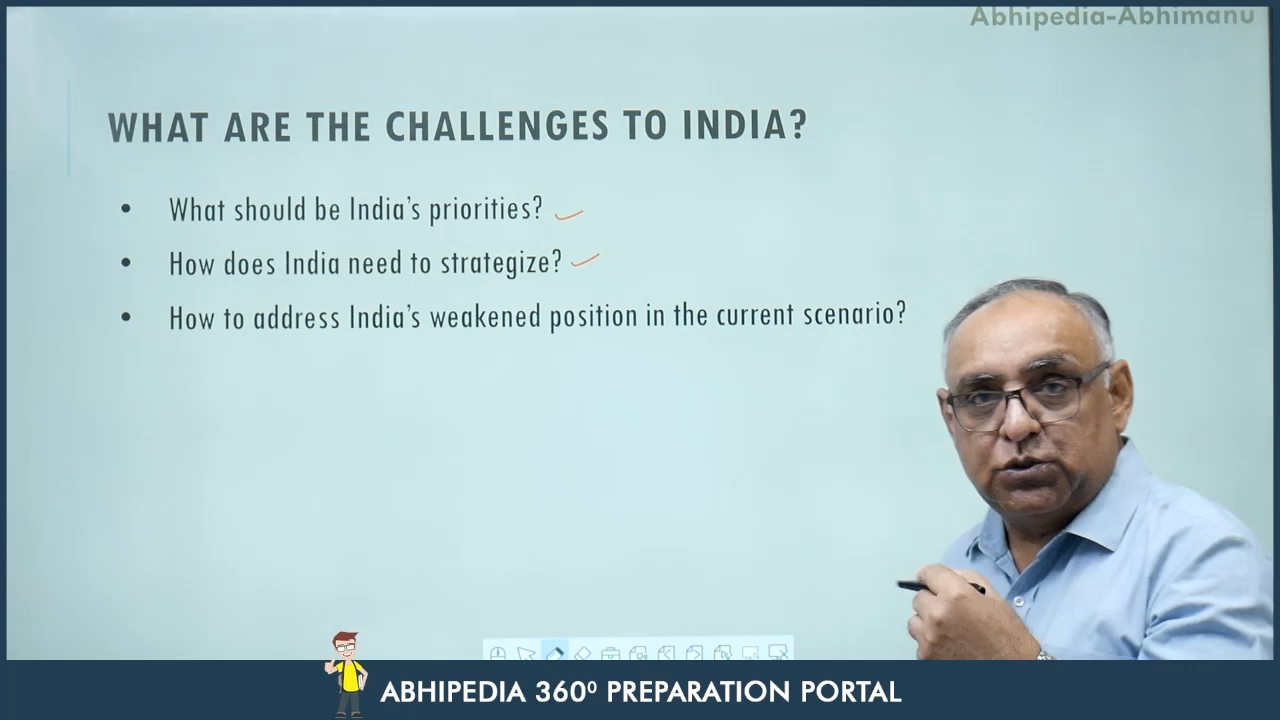 Abhipedia-Abhimanu
WHAT ARE THE CHALLENGES TO INDIA?
• What should be India's priorities?
• How does India need to strategize?
• How to address India's weakened position in the current scenario?
ABHIPEDIA 360⁰ PREPARATION PORTAL